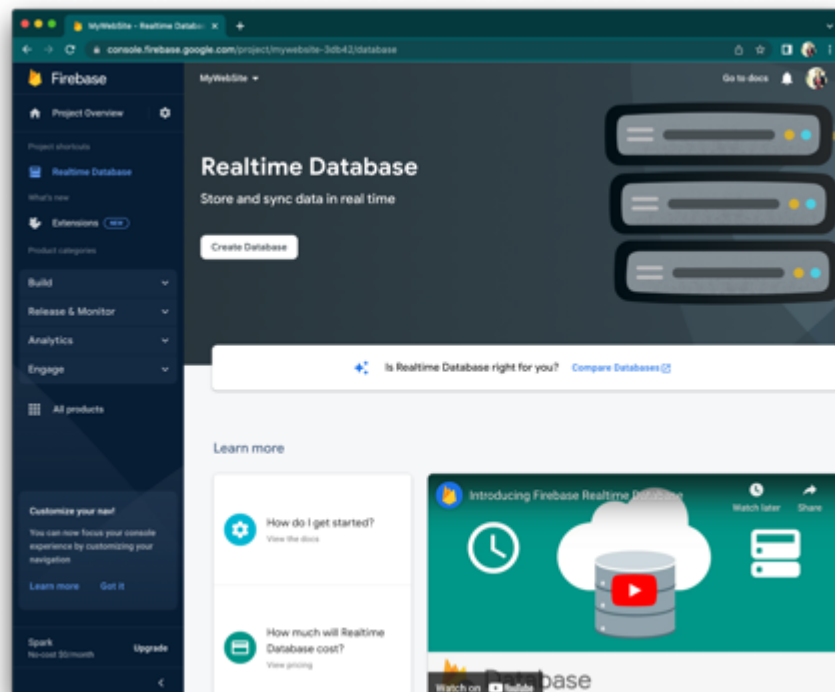 MyWebSite - Realtime Datab
console.firebase.google.com/project/mywebsite-3db42/database
Firebase
MyWebSite
Go to docs
Project Overview
Project shortcuts
Realtime Database
What's new
Extensions NEW
Product categories
Build
Release & Monitor
Analytics
Engage
All products
Customize your nav!
You can now focus your console
experience by customizing your
navigation
Learn more Got it
Spark
No-cost $0/month
Upgrade
Realtime Database
Store and sync data in real time
Create Database
Is Realtime Database right for you? Compare Databases
Learn more
How do I get started?
View the docs
How much will Realtime
Database cost?
View pricing
Introducing Firebase Realtime Database
Watch later Share
Database
Watch on YouTube